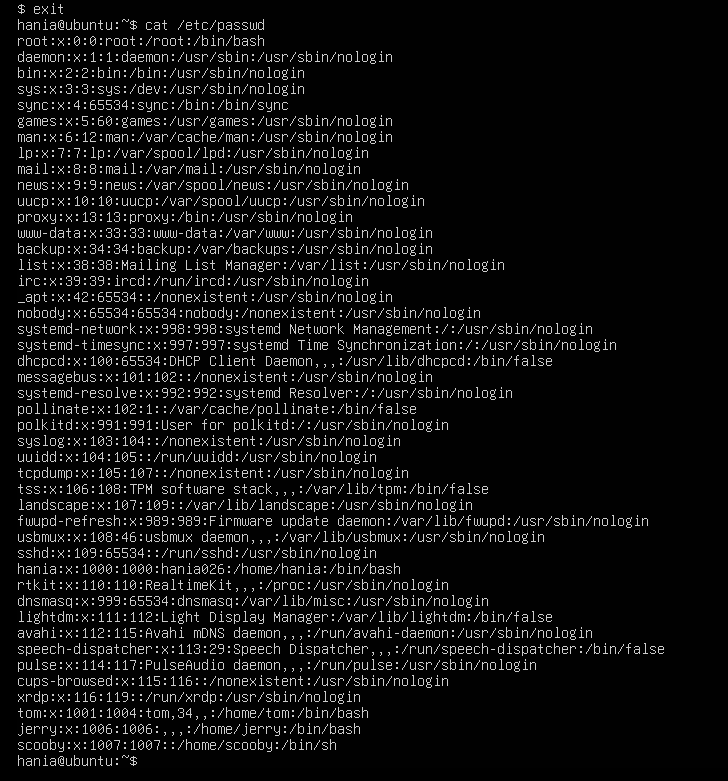 $ exit
hania@ubuntu:~$ cat /etc/passwd
root:x:0:0:root:/root:/bin/bash
daemon:x:1:1:daemon:/usr/sbin:/usr/sbin/nologin
bin:x:2:2:bin:/bin:/usr/sbin/nologin
sys:x:3:3:sys:/dev:/usr/sbin/nologin
sync:x:4:65534:sync:/bin:/bin/sync
games:x:5:60:games:/usr/games:/usr/sbin/nologin
man:x:6:12:man:/var/cache/man:/usr/sbin/nologin
lp:x:7:7:lp:/var/spool/lpd:/usr/sbin/nologin
mail:x:8:8:mail:/var/mail:/usr/sbin/nologin
news:x:9:9:news:/var/spool/news:/usr/sbin/nologin
uucp:x:10:10:uucp:/var/spool/uucp:/usr/sbin/nologin
proxy:x:13:13:proxy:/bin:/usr/sbin/nologin
www-data:x:33:33:www-data:/var/www:/usr/sbin/nologin
backup:x:34:34:backup:/var/backups:/usr/sbin/nologin
list:x:38:38:Mailing List Manager:/var/list:/usr/sbin/nologin
irc:x:39:39:ircd:/run/ircd:/usr/sbin/nologin
_apt:x:42:65534::/nonexistent:/usr/sbin/nologin
nobody:x:65534:65534:nobody:/nonexistent:/usr/sbin/nologin
systemd-network:x:998:998:systemd Network Management:/:/usr/sbin/nologin
systemd-timesync:x:997:997:systemd Time Synchronization:/:/usr/sbin/nologin
dhcpcd:x:100:65534:DHCP Client Daemon,,,:/usr/lib/dhcpcd:/bin/false
messagebus:x:101:102::/nonexistent:/usr/sbin/nologin
systemd-resolve:x:992:992:systemd Resolver:/:/usr/sbin/nologin
pollinate:x:102:1::/var/cache/pollinate:/bin/false
polkitd:x:991:991:User for polkitd:/:/usr/sbin/nologin
syslog:x:103:104::/nonexistent:/usr/sbin/nologin
uuidd:x:104:105::/run/uuidd:/usr/sbin/nologin
tcpdump:x:105:107::/nonexistent:/usr/sbin/nologin
tss:x:106:108:TPM software stack,,,:/var/lib/tpm:/bin/false
landscape:x:107:109::/var/lib/landscape:/usr/sbin/nologin
fwupd-refresh:x:989:989:Firmware update daemon:/var/lib/fwupd:/usr/sbin/nologin
usbmux:x:108:46:usbmux daemon,,,:/var/lib/usbmux:/usr/sbin/nologin
sshd:x:109:65534::/run/sshd:/usr/sbin/nologin
hania:x:1000:1000:hania026:/home/hania:/bin/bash
rtkit:x:110:110:RealtimeKit,,,:/proc:/usr/sbin/nologin
dnsmasq:x:999:65534:dnsmasq:/var/lib/misc:/usr/sbin/nologin
lightdm:x:111:112:Light Display Manager:/var/lib/lightdm:/bin/false
avahi:x:112:115:Avahi mDNS daemon,,,:/run/avahi-daemon:/usr/sbin/nologin
speech-dispatcher:x:113:29:Speech Dispatcher,,,:/run/speech-dispatcher:/bin/false
pulse:x:114:117:PulseAudio daemon,,,:/run/pulse:/usr/sbin/nologin
cups-browsed:x:115:116::/nonexistent:/usr/sbin/nologin
xrdp:x:116:119::/run/xrdp:/usr/sbin/nologin
tom:x:1001:1004:tom,34,,:/home/tom:/bin/bash
jerry:x:1006:1006:,,,:/home/jerry:/bin/bash
scooby:x:1007:1007::/home/scooby:/bin/sh
hania@ubuntu:~$